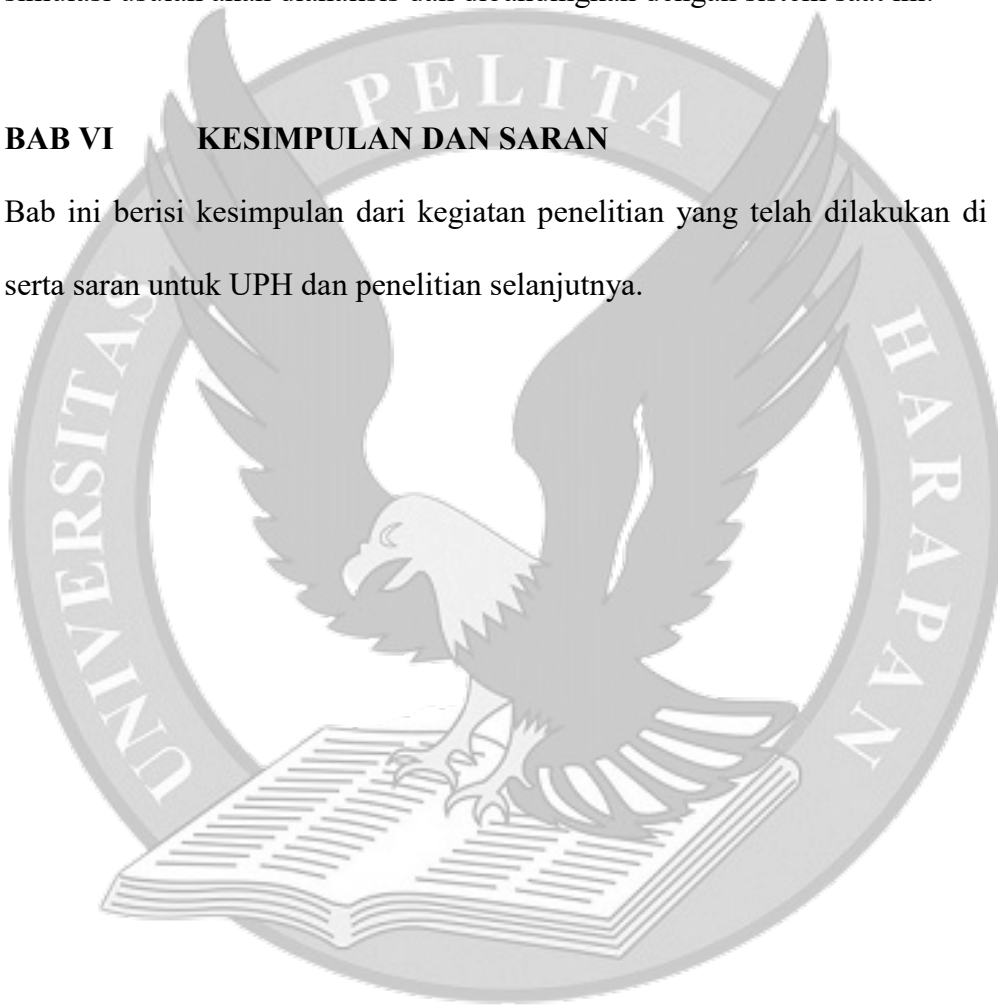 BAB VI KESIMPULAN DAN SARAN
Bab ini berisi kesimpulan dari kegiatan penelitian yang telah dilakukan di
serta saran untuk UPH dan penelitian selanjutnya.
UNIVERSITAS PELITA HARAPAN